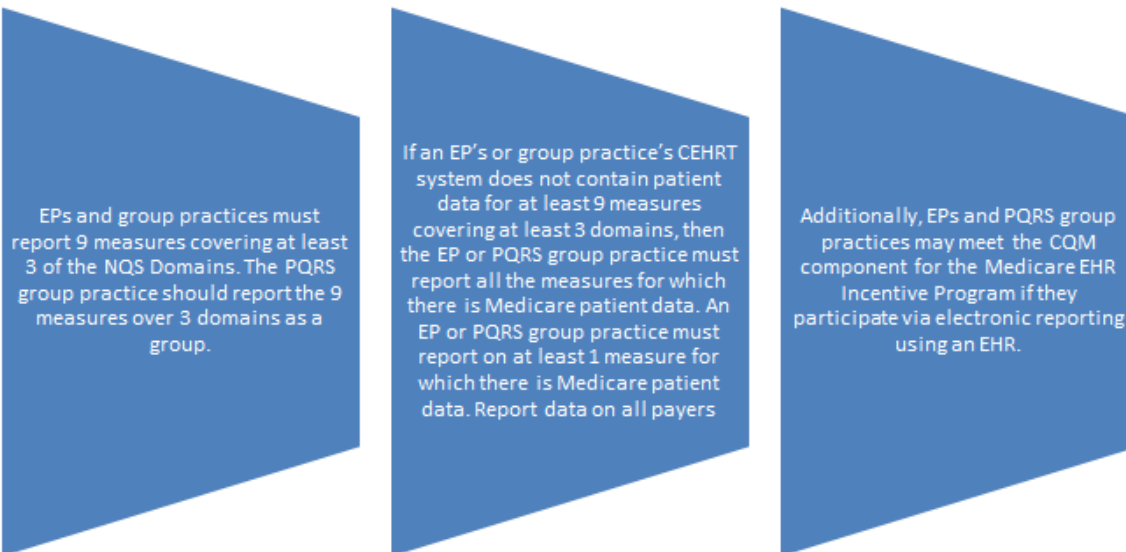 EPs and group practices must
report 9 measures covering at least
3 of the NQS Domains. The PQRS
group practice should report the 9
measures over 3 domains as a
group.
If an EP's or group practice's CEHRT
system does not contain patient
data for at least 9 measures
covering at least 3 domains, then
the EP or PQRS group practice must
report all the measures for which
there is Medicare patient data. An
EP or PQRS group practice must
report on at least 1 measure for
which there is Medicare patient
data. Report data on all payers
Additionally, EPs and PQRS group
practices may meet the CQM
component for the Medicare EHR
Incentive Program if they
participate via electronic reporting
using an EHR.